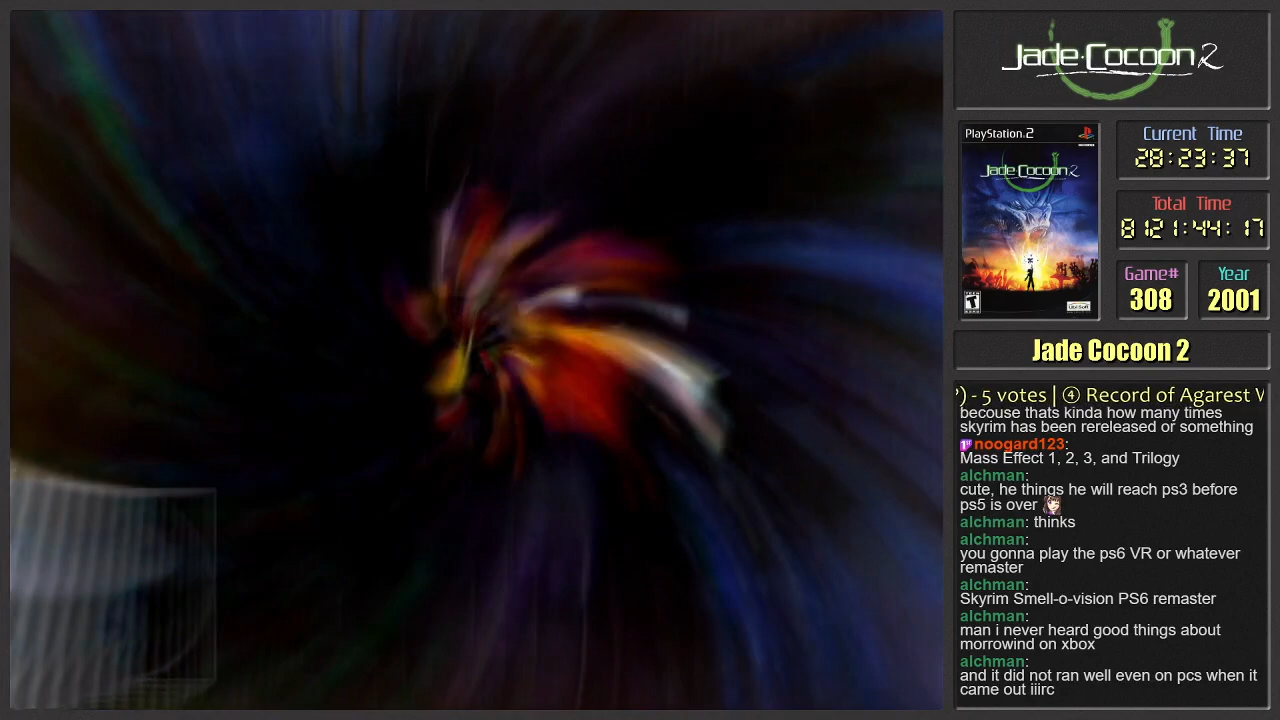 Jade Cocoon 2
PlayStation.2
Jade Cocoon 2
TEEN
UBI SOFT
Current Time
28:23:37
Total Time
8121:44:17
Game#
308
Year
2001
Jade Cocoon 2
?) - 5 votes | ④ Record of Agarest V
becouse thats kinda how many times
skyrim has been rereleased or something
noogard123:
Mass Effect 1, 2, 3, and Trilogy
alchman:
cute, he things he will reach ps3 before
ps5 is over
alchman: thinks
alchman:
you gonna play the ps6 VR or whatever
remaster
alchman:
Skyrim Smell-o-vision PS6 remaster
alchman:
man i never heard good things about
morrowind on xbox
alchman:
and it did not ran well even on pcs when it
came out iiirc